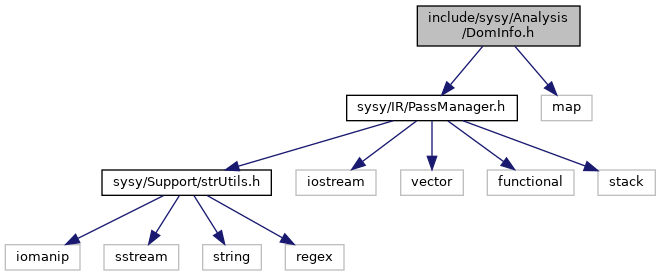 include/sysy/Analysis
/DomInfo.h
sysy/IR/PassManager.h
map
sysy/Support/strUtils.h
iostream
vector
functional
stack
iomanip
sstream
string
regex